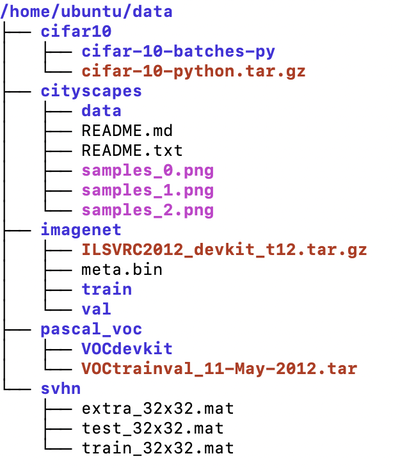 /home/ubuntu/data
├── cifar10
│   ├── cifar-10-batches-py
│   └── cifar-10-python.tar.gz
├── cityscapes
│   ├── data
│   ├── README.md
│   ├── README.txt
│   ├── samples_0.png
│   ├── samples_1.png
│   └── samples_2.png
├── imagenet
│   ├── ILSVRC2012_devkit_t12.tar.gz
│   ├── meta.bin
│   ├── train
│   └── val
├── pascal_voc
│   ├── VOCdevkit
│   └── VOCtrainval_11-May-2012.tar
└── svhn
    ├── extra_32x32.mat
    ├── test_32x32.mat
    └── train_32x32.mat